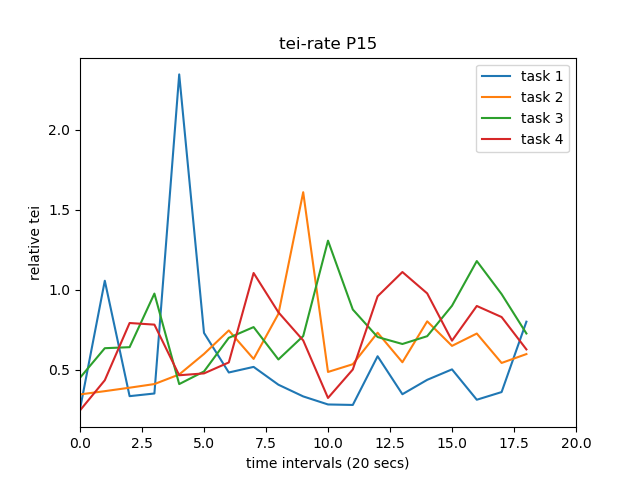 tei-rate P15
task 1
task 2
task 3
task 4
relative tei
2.0
1.5
1.0
0.5
0.0 2.5 5.0 7.5 10.0 12.5 15.0 17.5 20.0
time intervals (20 secs)